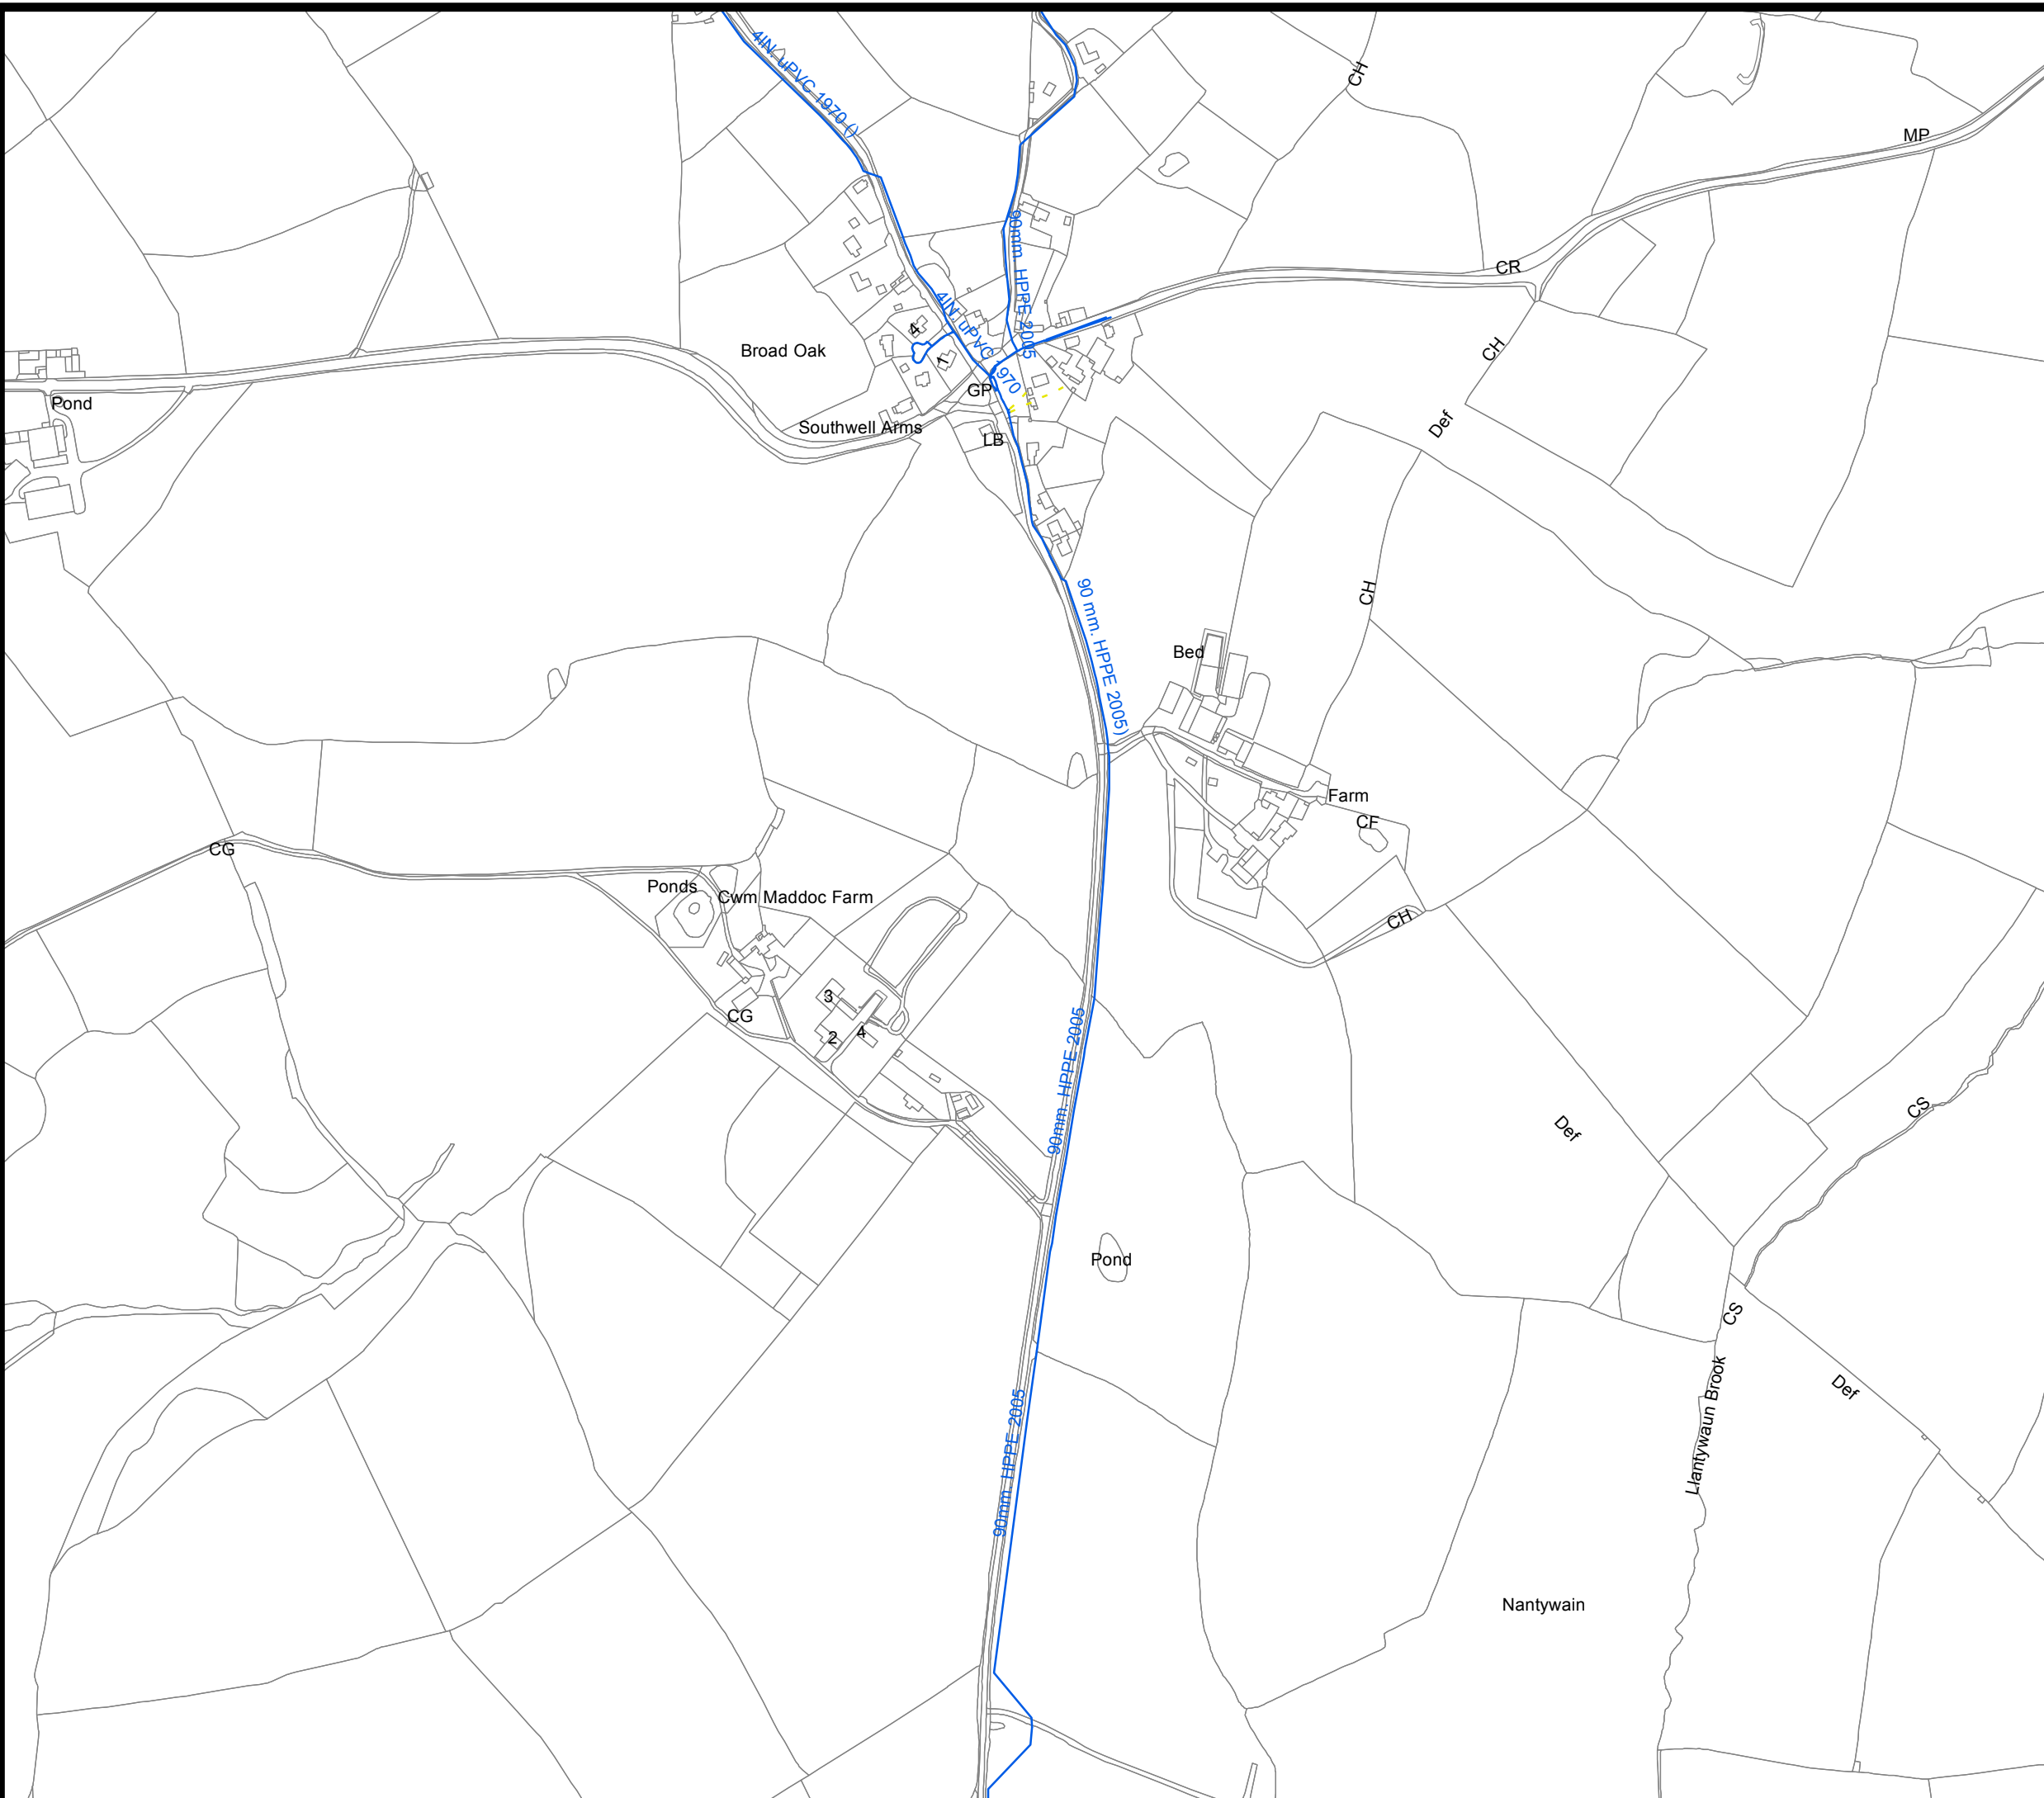 4IN. uPVC 1970 ()
CH
MP
90mm. HPPE 2005
CR
4IN. uPVC 1970
4
1
Broad Oak
CH
Pond
GP
Def
Southwell Arms
LB
90 mm. HPPE 2005)
CH
Bed
Farm
CF
CG
Ponds
Cwm Maddoc Farm
CH
3
CG
2
4
90mm. HPPE 2005
CS
Def
Pond
CS
Llantywaun Brook
Def
90mm. HPPE 2005
Nantywain